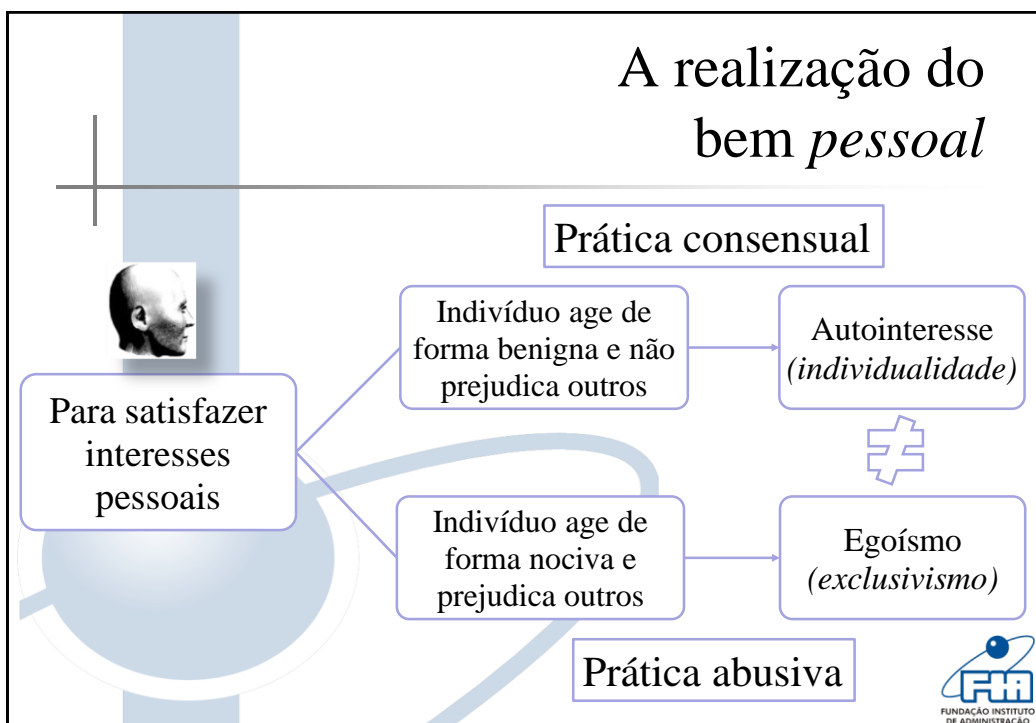 A realização do
bem pessoal
Prática consensual
Para satisfazer
interesses
pessoais
Indivíduo age de
forma benigna e não
prejudica outros
Autointeresse
(individualidade)
≠
Indivíduo age de
forma nociva e
prejudica outros
Egoísmo
(exclusivismo)
Prática abusiva
FIA
FUNDAÇÃO INSTITUTO
DE ADMINISTRAÇÃO